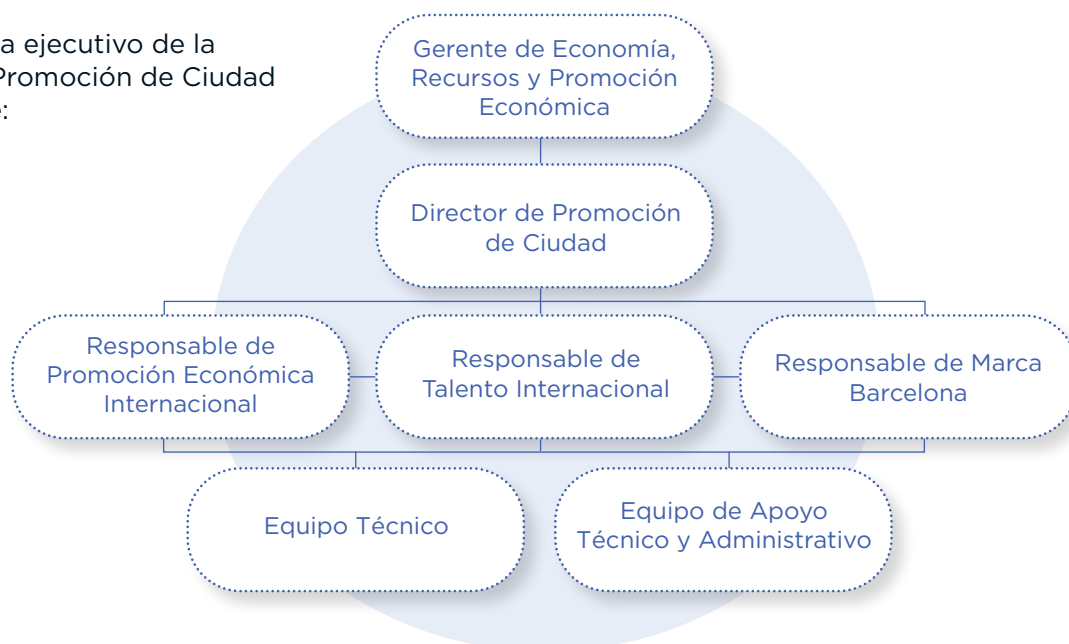 a ejecutivo de la
Promoción de Ciudad
e:
Gerente de Economía,
Recursos y Promoción
Económica
Director de Promoción
de Ciudad
Responsable de
Promoción Económica
Internacional
Responsable de
Talento Internacional
Responsable de Marca
Barcelona
Equipo Técnico
Equipo de Apoyo
Técnico y Administrativo